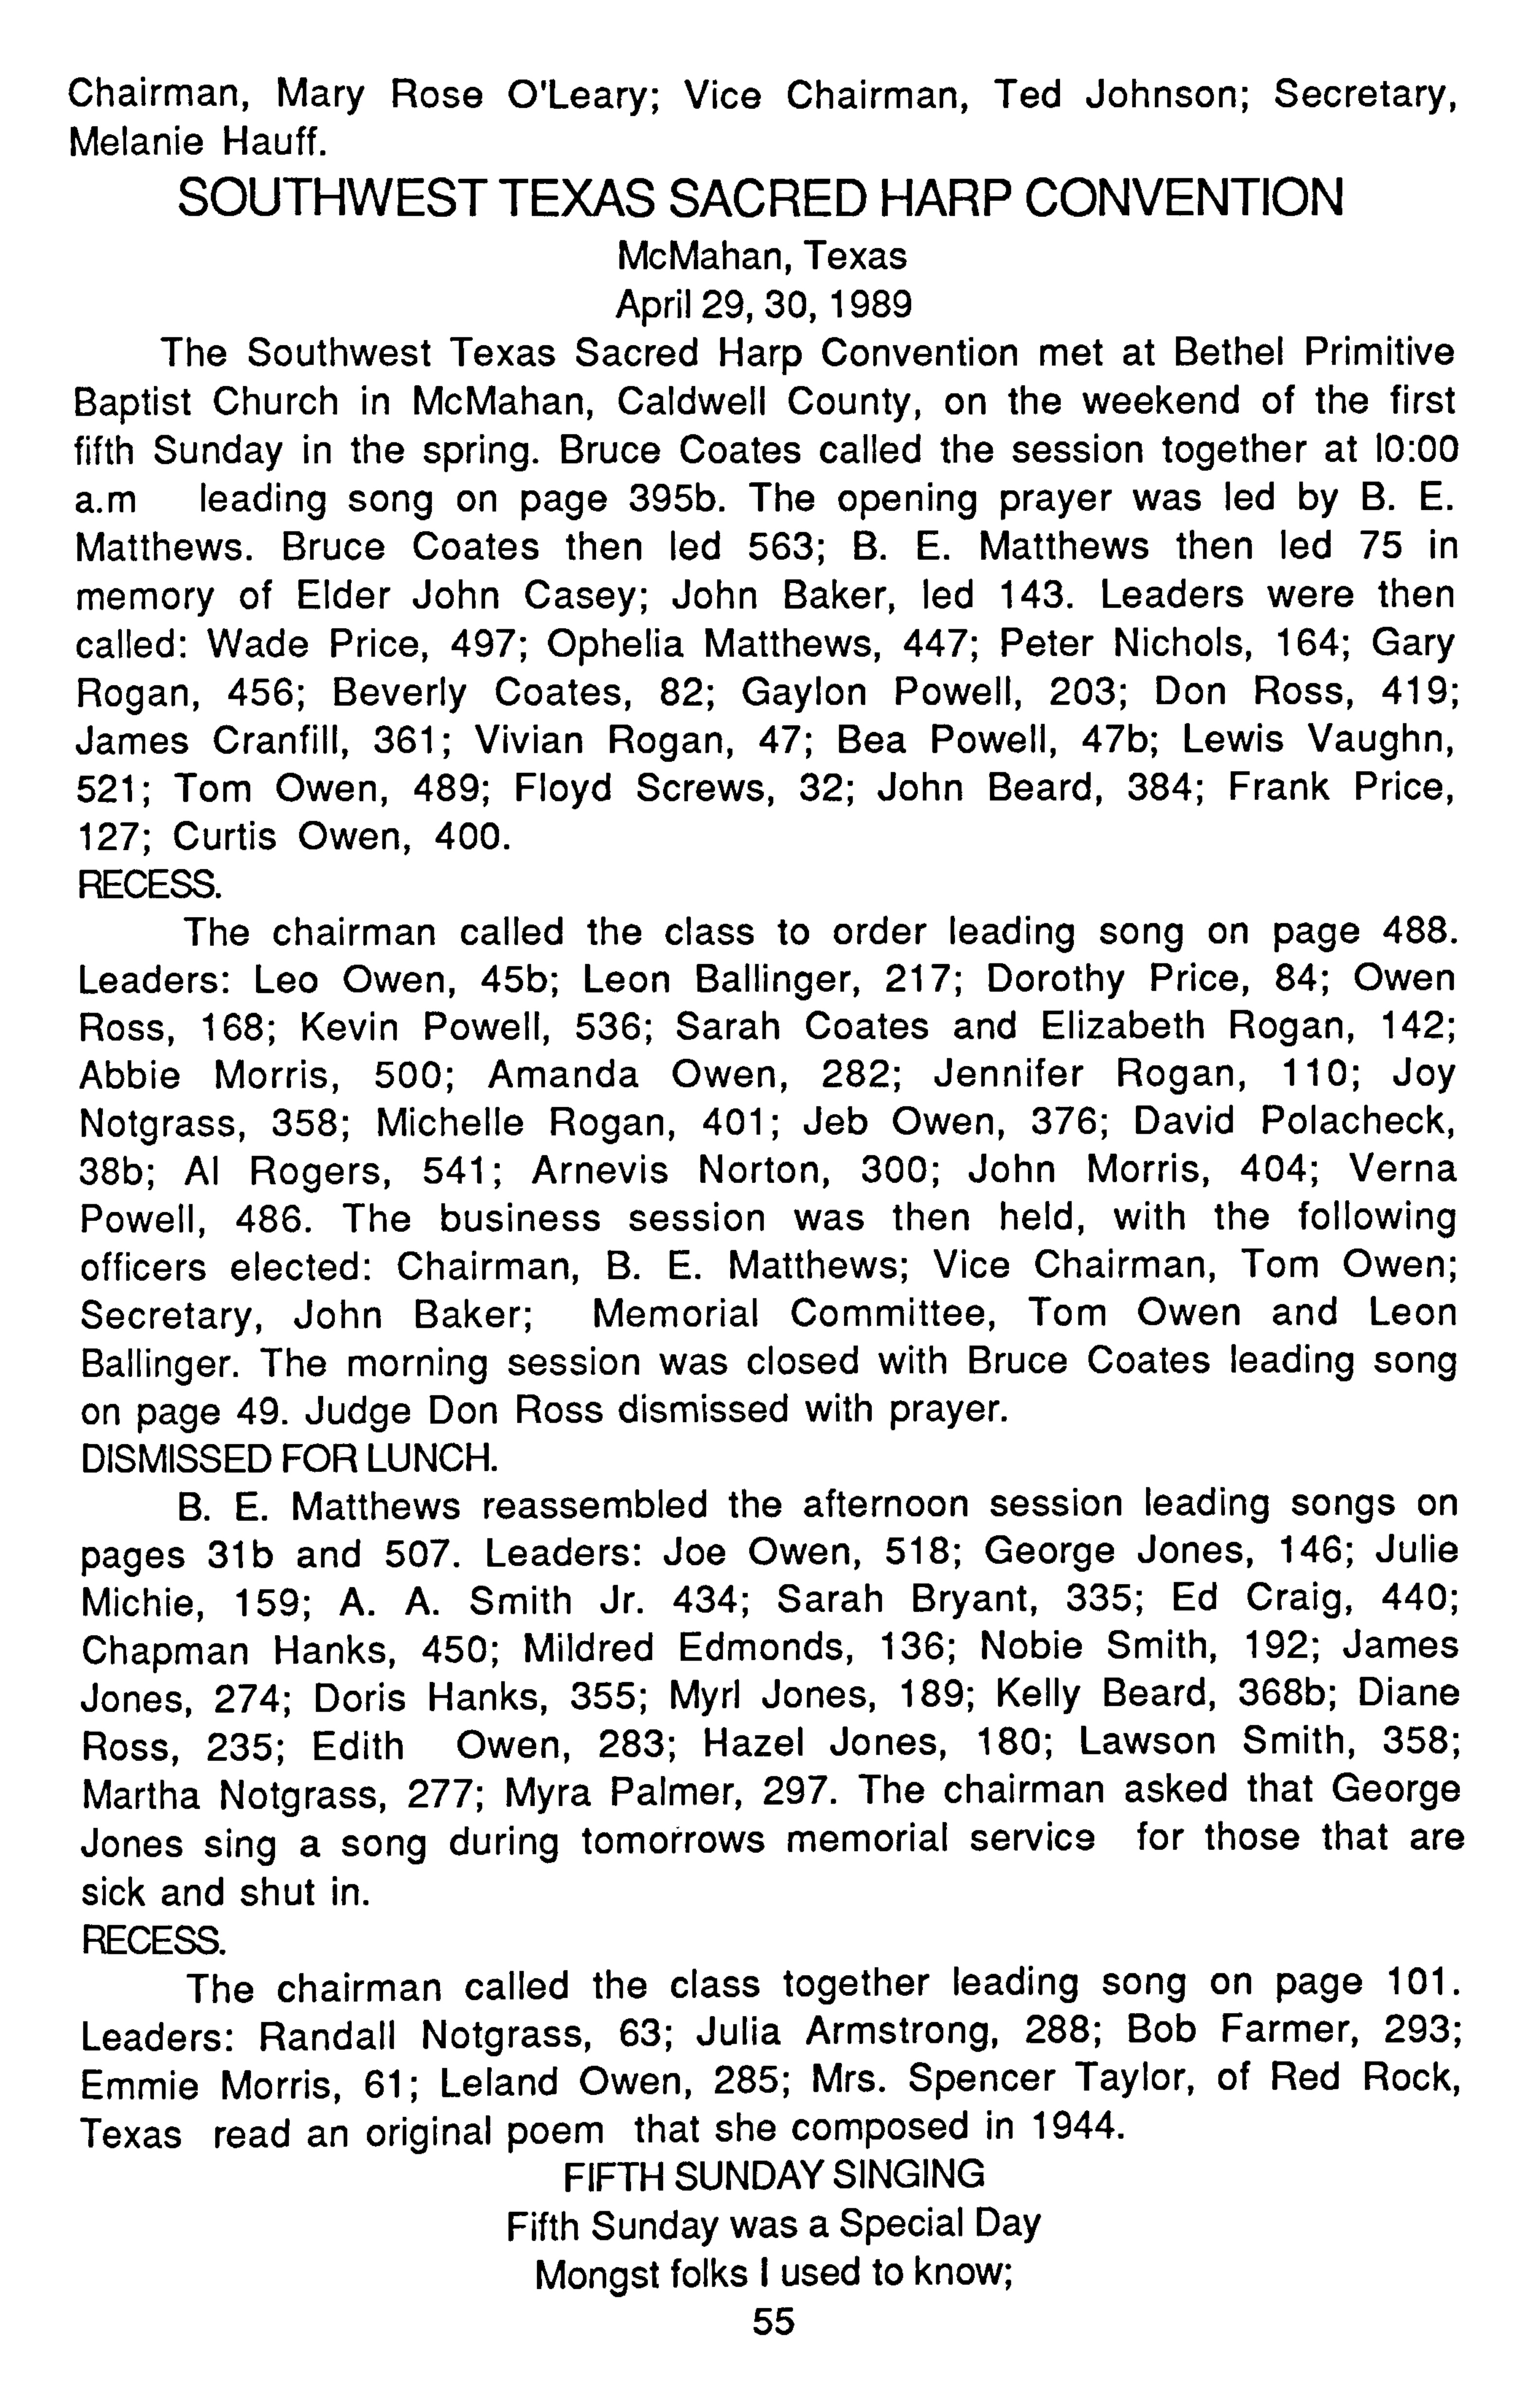 Chairman, Mary Rose O'Leary; Vice Chairman, Ted Johnson; Secretary,
Melanie Hauff.
SOUTHWEST TEXAS SACRED HARP CONVENTION
McMahan, Texas
April 29, 30, 1989
The Southwest Texas Sacred Harp Convention met at Bethel Primitive
Baptist Church in McMahan, Caldwell County, on the weekend of the first
fifth Sunday in the spring. Bruce Coates called the session together at 10:00
a.m leading song on page 395b. The opening prayer was led by B. E.
Matthews. Bruce Coates then led 563; B. E. Matthews then led 75 in
memory of Elder John Casey; John Baker, led 143. Leaders were then
called: Wade Price, 497; Ophelia Matthews, 447; Peter Nichols, 164; Gary
Rogan, 456; Beverly Coates, 82; Gaylon Powell, 203; Don Ross, 419;
James Cranfill, 361; Vivian Rogan, 47; Bea Powell, 47b; Lewis Vaughn,
521; Tom Owen, 489; Floyd Screws, 32; John Beard, 384; Frank Price,
127; Curtis Owen, 400.
RECESS.
The chairman called the class to order leading song on page 488.
Leaders: Leo Owen, 45b; Leon Ballinger, 217; Dorothy Price, 84; Owen
Ross, 168; Kevin Powell, 536; Sarah Coates and Elizabeth Rogan, 142;
Abbie Morris, 500; Amanda Owen, 282; Jennifer Rogan, 110; Joy
Notgrass, 358; Michelle Rogan, 401; Jeb Owen, 376; David Polacheck,
38b; Al Rogers, 541; Arnevis Norton, 300; John Morris, 404; Verna
Powell, 486. The business session was then held, with the following
officers elected: Chairman, B. E. Matthews; Vice Chairman, Tom Owen;
Secretary, John Baker; Memorial Committee, Tom Owen and Leon
Ballinger. The morning session was closed with Bruce Coates leading song
on page 49. Judge Don Ross dismissed with prayer.
DISMISSED FOR LUNCH.
B. E. Matthews reassembled the afternoon session leading songs on
pages 31b and 507. Leaders: Joe Owen, 518; George Jones, 146; Julie
Michie, 159; A. A. Smith Jr. 434; Sarah Bryant, 335; Ed Craig, 440;
Chapman Hanks, 450; Mildred Edmonds, 136; Nobie Smith, 192; James
Jones, 274; Doris Hanks, 355; Myrl Jones, 189; Kelly Beard, 368b; Diane
Ross, 235; Edith Owen, 283; Hazel Jones, 180; Lawson Smith, 358;
Martha Notgrass, 277; Myra Palmer, 297. The chairman asked that George
Jones sing a song during tomorrows memorial service for those that are
sick and shut in.
RECESS.
The chairman called the class together leading song on page 101.
Leaders: Randall Notgrass, 63; Julia Armstrong, 288; Bob Farmer, 293;
Emmie Morris, 61; Leland Owen, 285; Mrs. Spencer Taylor, of Red Rock,
Texas read an original poem that she composed in 1944.
FIFTH SUNDAY SINGING
Fifth Sunday was a Special Day
Mongst folks I used to know;
55